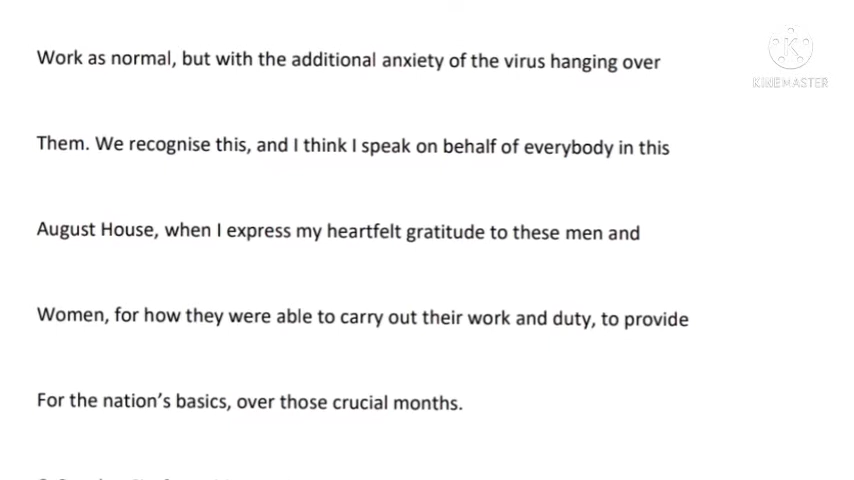 Work as normal, but with the additional anxiety of the virus hanging over
KINEMASTER
Them. We recognise this, and I think I speak on behalf of everybody in this
August House, when I express my heartfelt gratitude to these men and
Women, for how they were able to carry out their work and duty, to provide
For the nation's basics, over those crucial months.